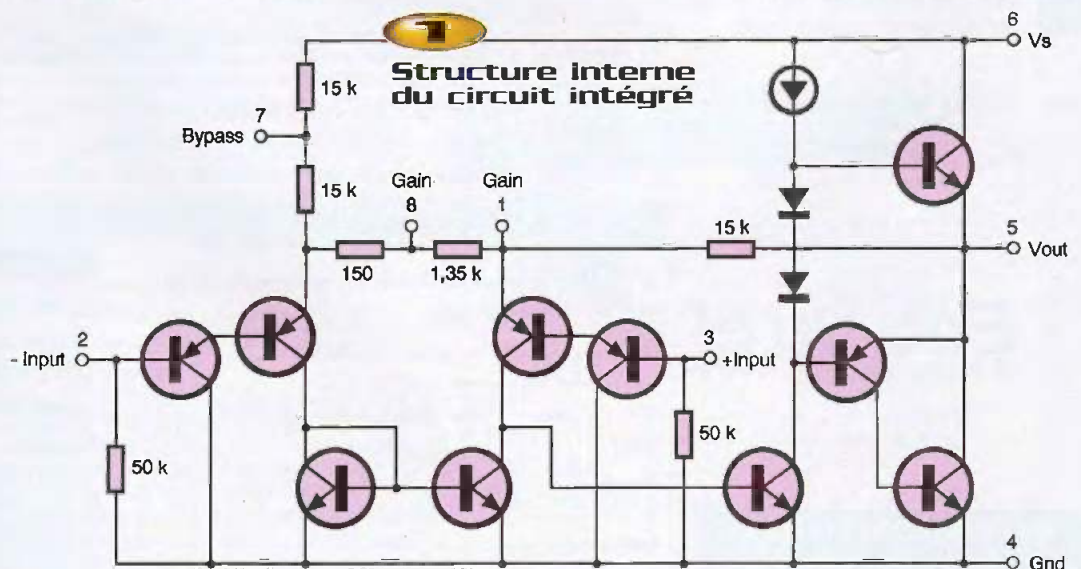 1
Structure interne
du circuit intégré
6
Vs
15 k
7
Bypass
15 k
Gain
8
Gain
1
150
1,35 k
15 k
5
Vout
2
- Input
3
+Input
50 k
50 k
4
Gnd